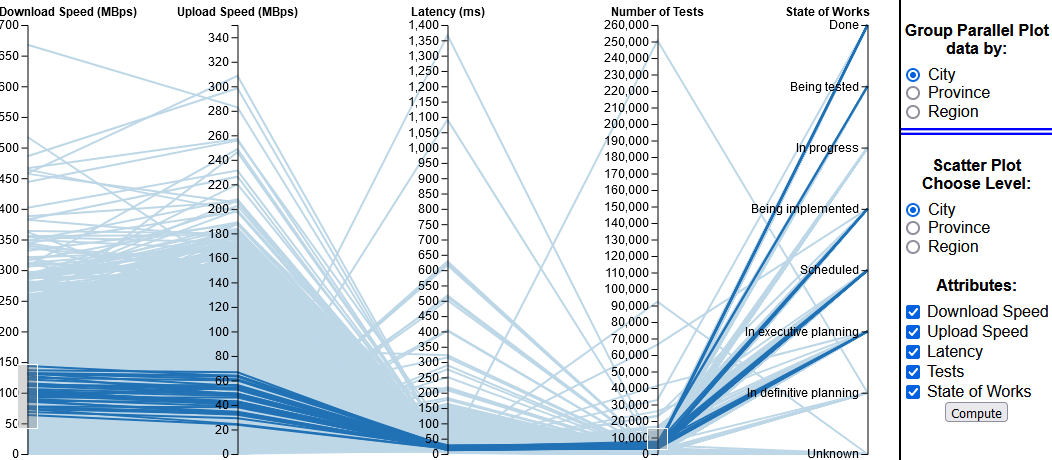 Download Speed (MBps)
Upload Speed (MBps)
Latency (ms)
Number of Tests
State of Works
700
650
600
550
500
450
400
350
300
250
200
150
100
50
0
340
320
300
280
260
240
220
200
180
160
140
120
100
80
60
40
20
0
1,400
1,350
1,300
1,250
1,200
1,150
1,100
1,050
1,000
950
900
850
800
750
700
650
600
550
500
450
400
350
300
250
200
150
100
50
0
260,000
250,000
240,000
230,000
220,000
210,000
200,000
190,000
180,000
170,000
160,000
150,000
140,000
130,000
120,000
110,000
100,000
90,000
80,000
70,000
60,000
50,000
40,000
30,000
20,000
10,000
0
Done
Being tested
In progress
Being implemented
Scheduled
In executive planning
In definitive planning
Unknown
Group Parallel Plot
data by:
City
Province
Region
Scatter Plot
Choose Level:
City
Province
Region
Attributes:
Download Speed
Upload Speed
Latency
Tests
State of Works
Compute